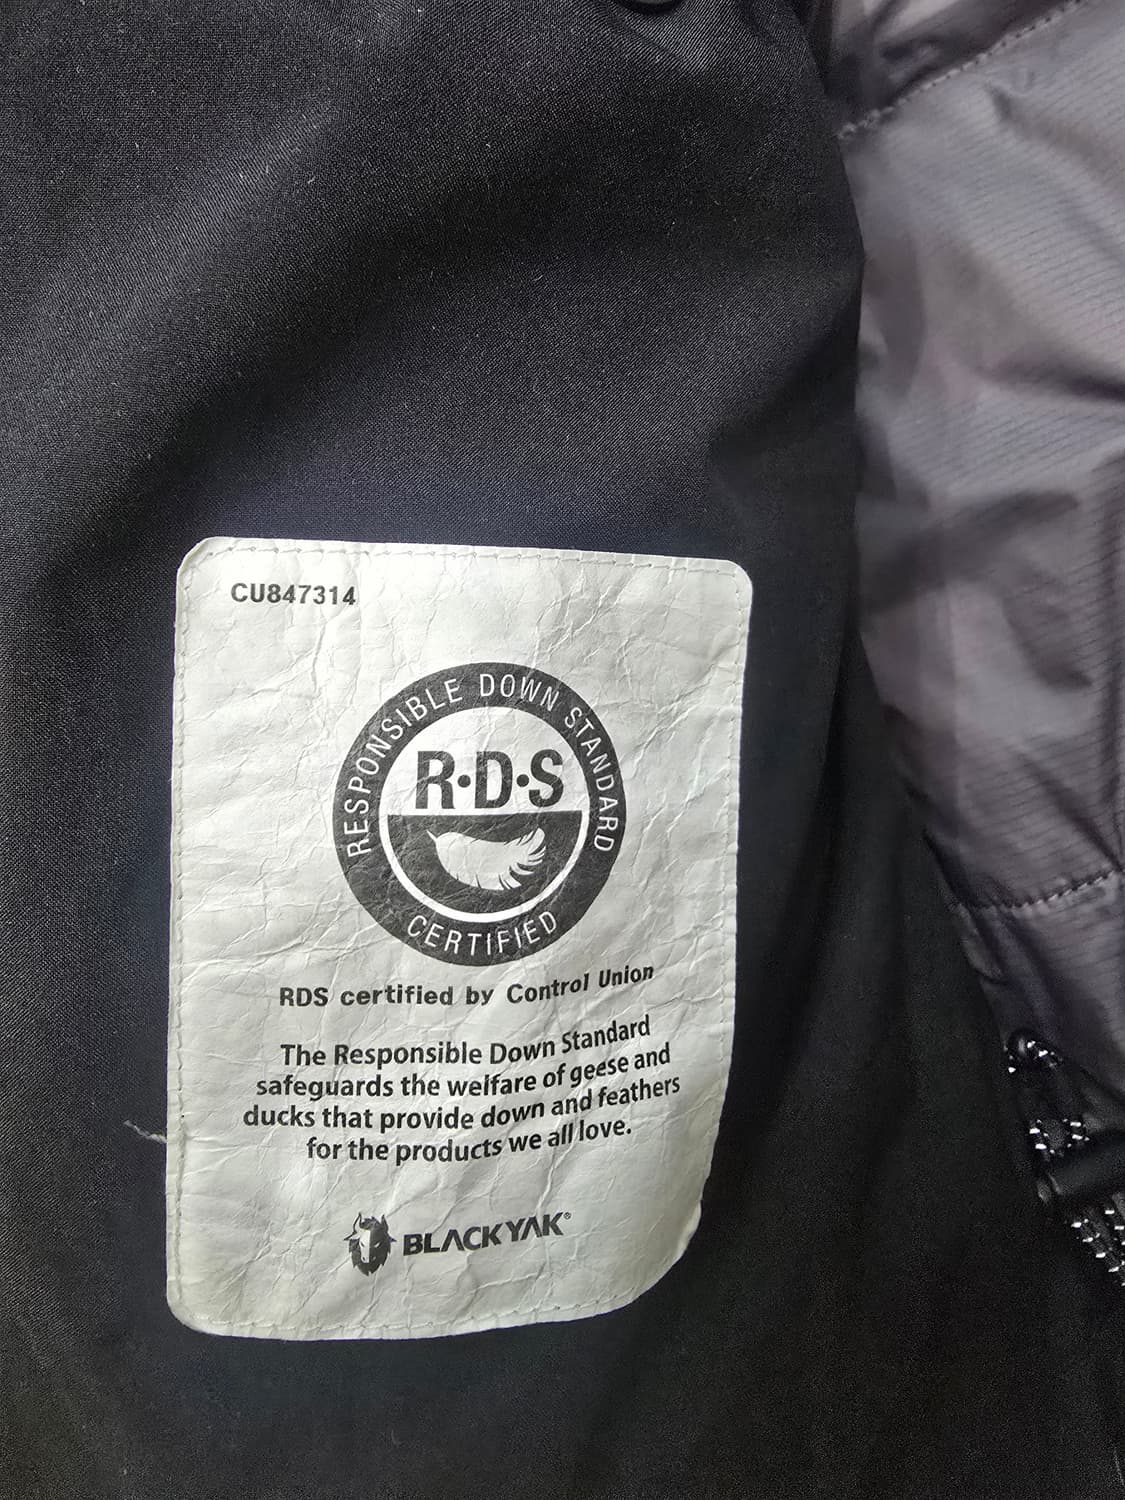 CU847314
RESPONSIBLE DOWN STANDARD
R·D·S
CERTIFIED
RDS certified by Control Union
The Responsible Down Standard
safeguards the welfare of geese and
ducks that provide down and feathers
for the products we all love.
BLACKYAK®